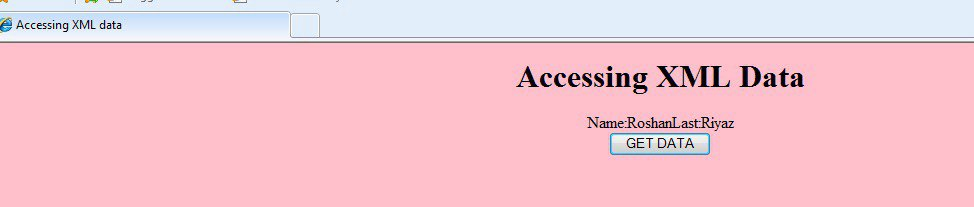 Accessing XML data
Accessing XML Data
Name:RoshanLast:Riyaz
GET DATA